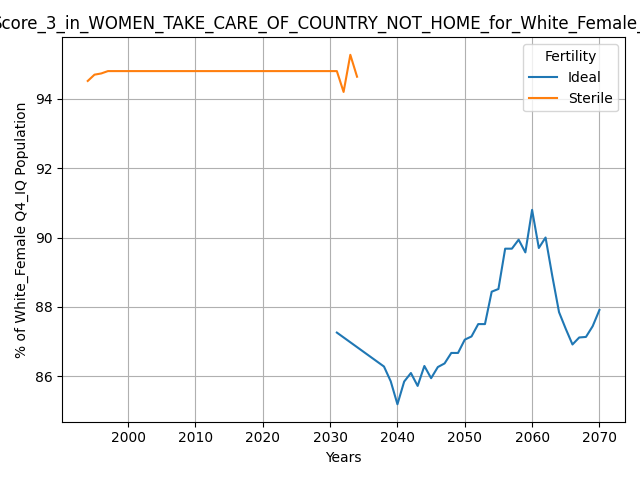 Score_3_in_WOMEN_TAKE_CARE_OF_COUNTRY_NOT_HOME_for_White_Female_
Fertility
Ideal
Sterile
% of White_Female Q4_IQ Population
94
92
90
88
86
2000 2010 2020 2030 2040 2050 2060 2070
Years